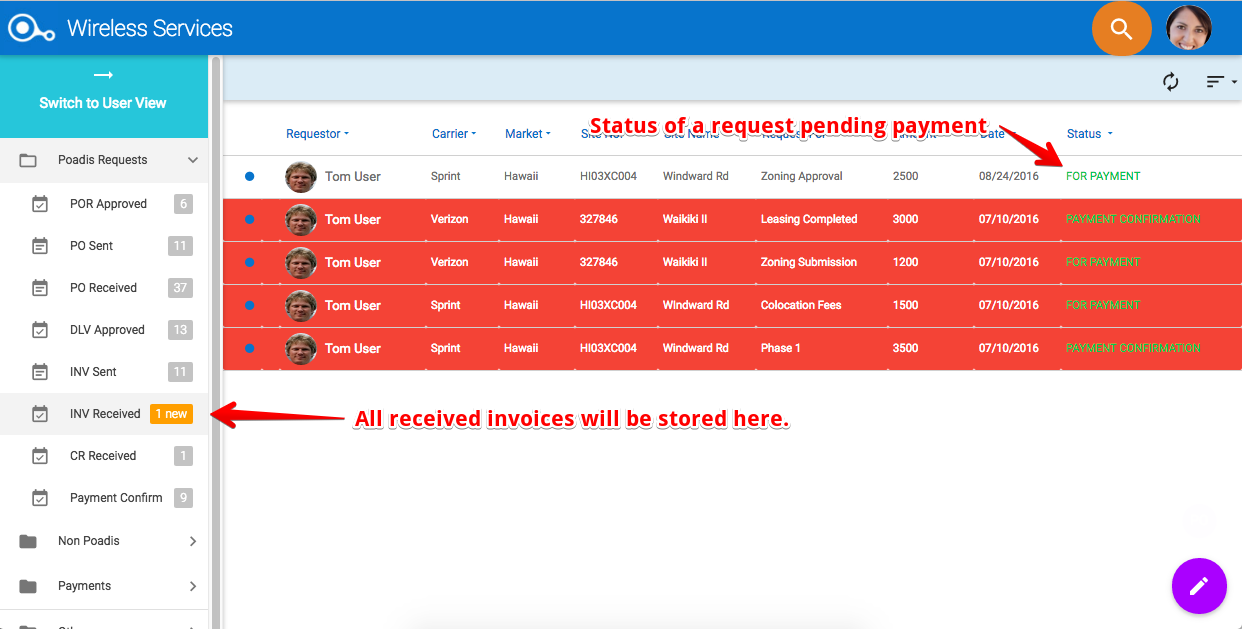 Wireless Services
Switch to User View
Poadis Requests
POR Approved 6
PO Sent 11
PO Received 37
DLV Approved 13
INV Sent 11
INV Received 1 new
CR Received 1
Payment Confirm 9
Non Poadis
Payments
Status of a request pending payment
Requestor Carrier Market Site Name Date Status
Tom User Sprint Hawaii HI03XC004 Windward Rd Zoning Approval 2500 08/24/2016 FOR PAYMENT
Tom User Verizon Hawaii 327846 Waikiki II Leasing Completed 3000 07/10/2016 PAYMENT CONFIRMATION
Tom User Verizon Hawaii 327846 Waikiki II Zoning Submission 1200 07/10/2016 FOR PAYMENT
Tom User Sprint Hawaii HI03XC004 Windward Rd Colocation Fees 1500 07/10/2016 FOR PAYMENT
Tom User Sprint Hawaii HI03XC004 Windward Rd Phase 1 3500 07/10/2016 PAYMENT CONFIRMATION
All received invoices will be stored here.